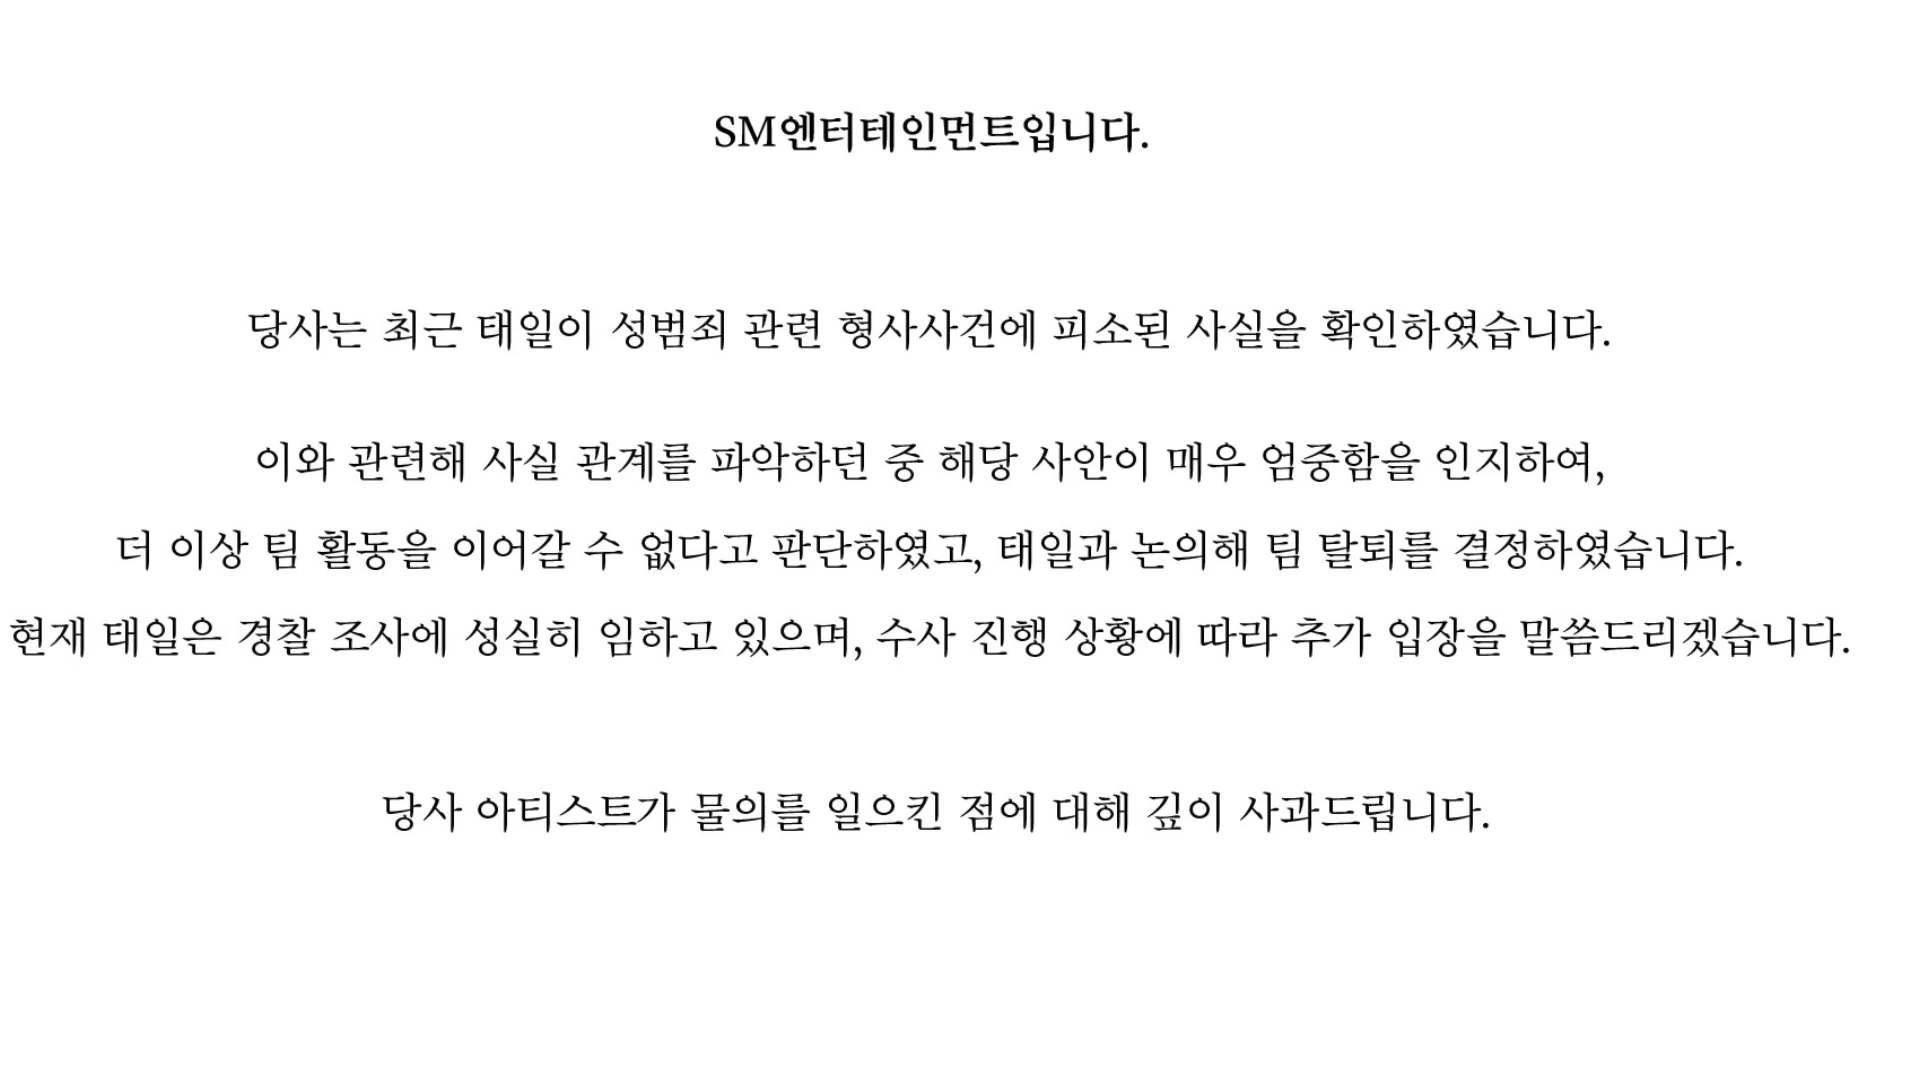 SM엔터테인먼트입니다.
당사는 최근 태일이 성범죄 관련 형사사건에 피소된 사실을 확인하였습니다.
이와 관련해 사실 관계를 파악하던 중 해당 사안이 매우 엄중함을 인지하여,
더 이상 팀 활동을 이어갈 수 없다고 판단하였고, 태일과 논의해 팀 탈퇴를 결정하였습니다.
현재 태일은 경찰 조사에 성실히 임하고 있으며, 수사 진행 상황에 따라 추가 입장을 말씀드리겠습니다.
당사 아티스트가 물의를 일으킨 점에 대해 깊이 사과드립니다.